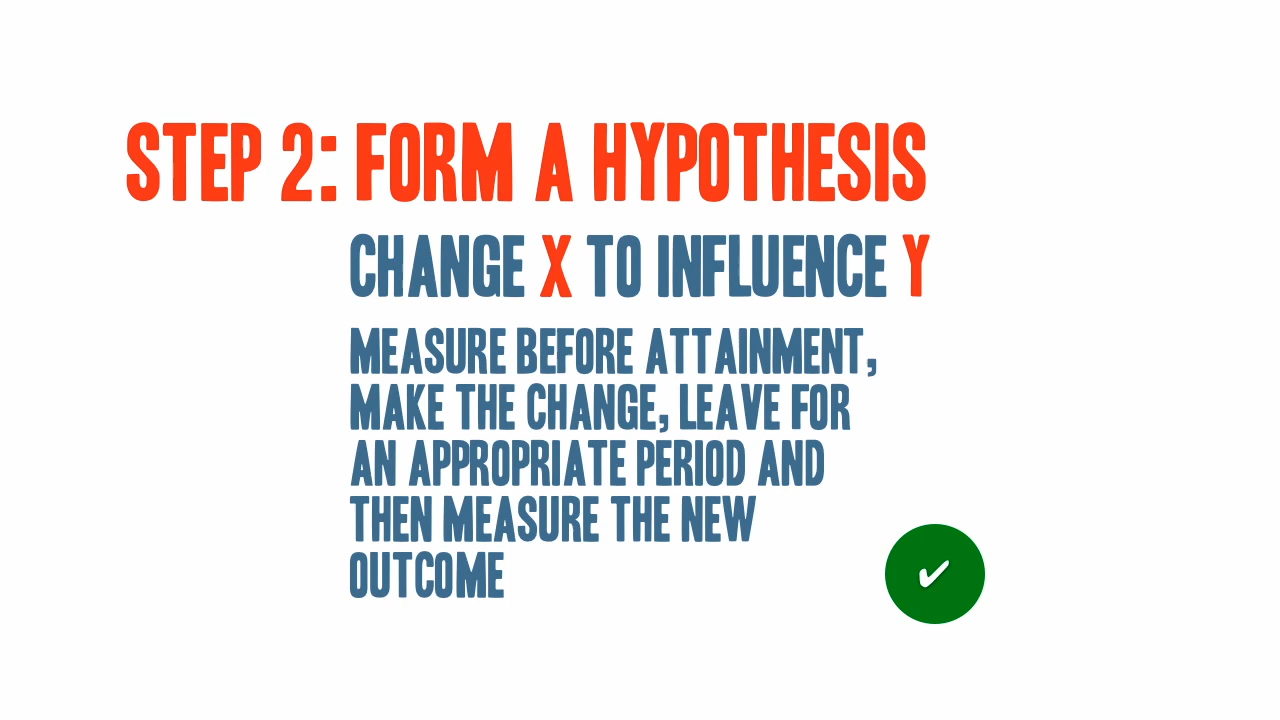 STEP 2: FORM A HYPOTHESIS
CHANGE X TO INFLUENCE Y
MEASURE BEFORE ATTAINMENT,
MAKE THE CHANGE, LEAVE FOR
AN APPROPRIATE PERIOD AND
THEN MEASURE THE NEW
OUTCOME